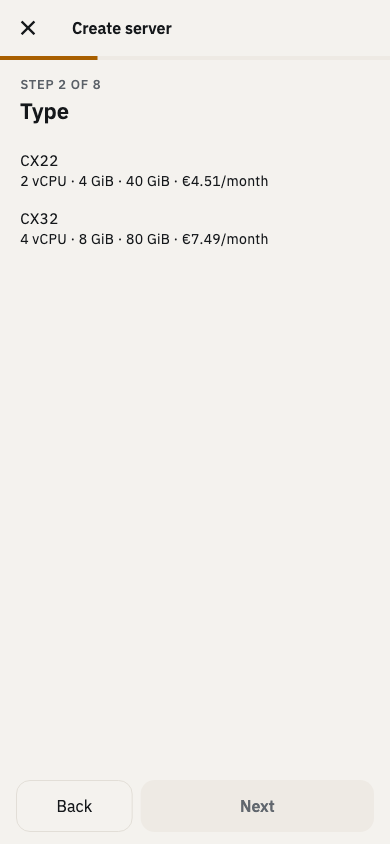 Create server
STEP 2 OF 8
Type
CX22
2 vCPU · 4 GiB · 40 GiB · €4.51/month
CX32
4 vCPU · 8 GiB · 80 GiB · €7.49/month
Back
Next